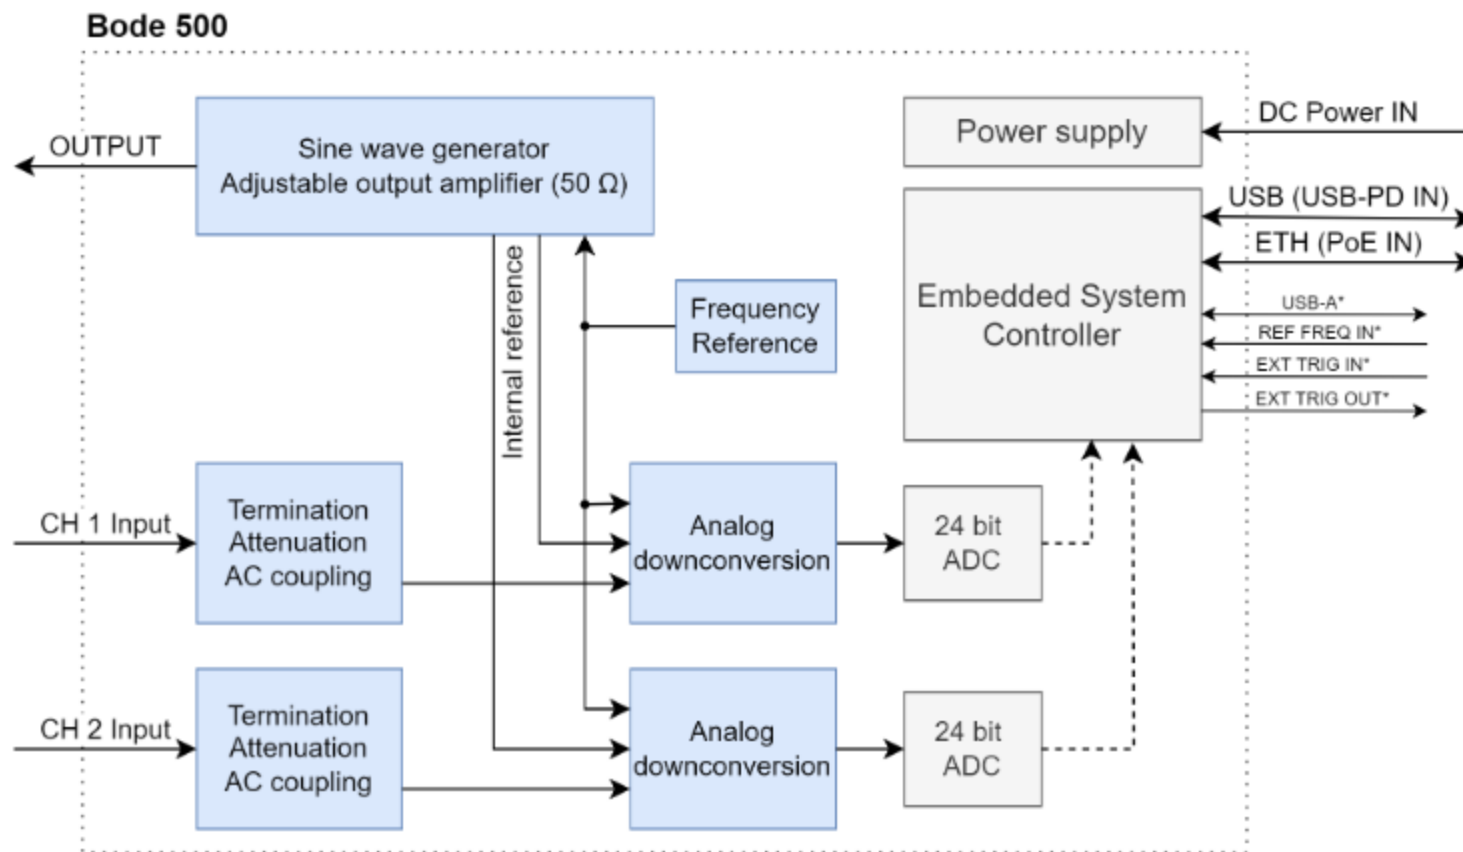 Bode 500
OUTPUT
Sine wave generator
Adjustable output amplifier (50 Ω)
Power supply
DC Power IN
USB (USB-PD IN)
ETH (PoE IN)
Embedded System
Controller
USB-A*
REF FREQ IN*
EXT TRIG IN*
EXT TRIG OUT*
Internal reference
Frequency
Reference
CH 1 Input
Termination
Attenuation
AC coupling
Analog
downconversion
24 bit
ADC
CH 2 Input
Termination
Attenuation
AC coupling
Analog
downconversion
24 bit
ADC